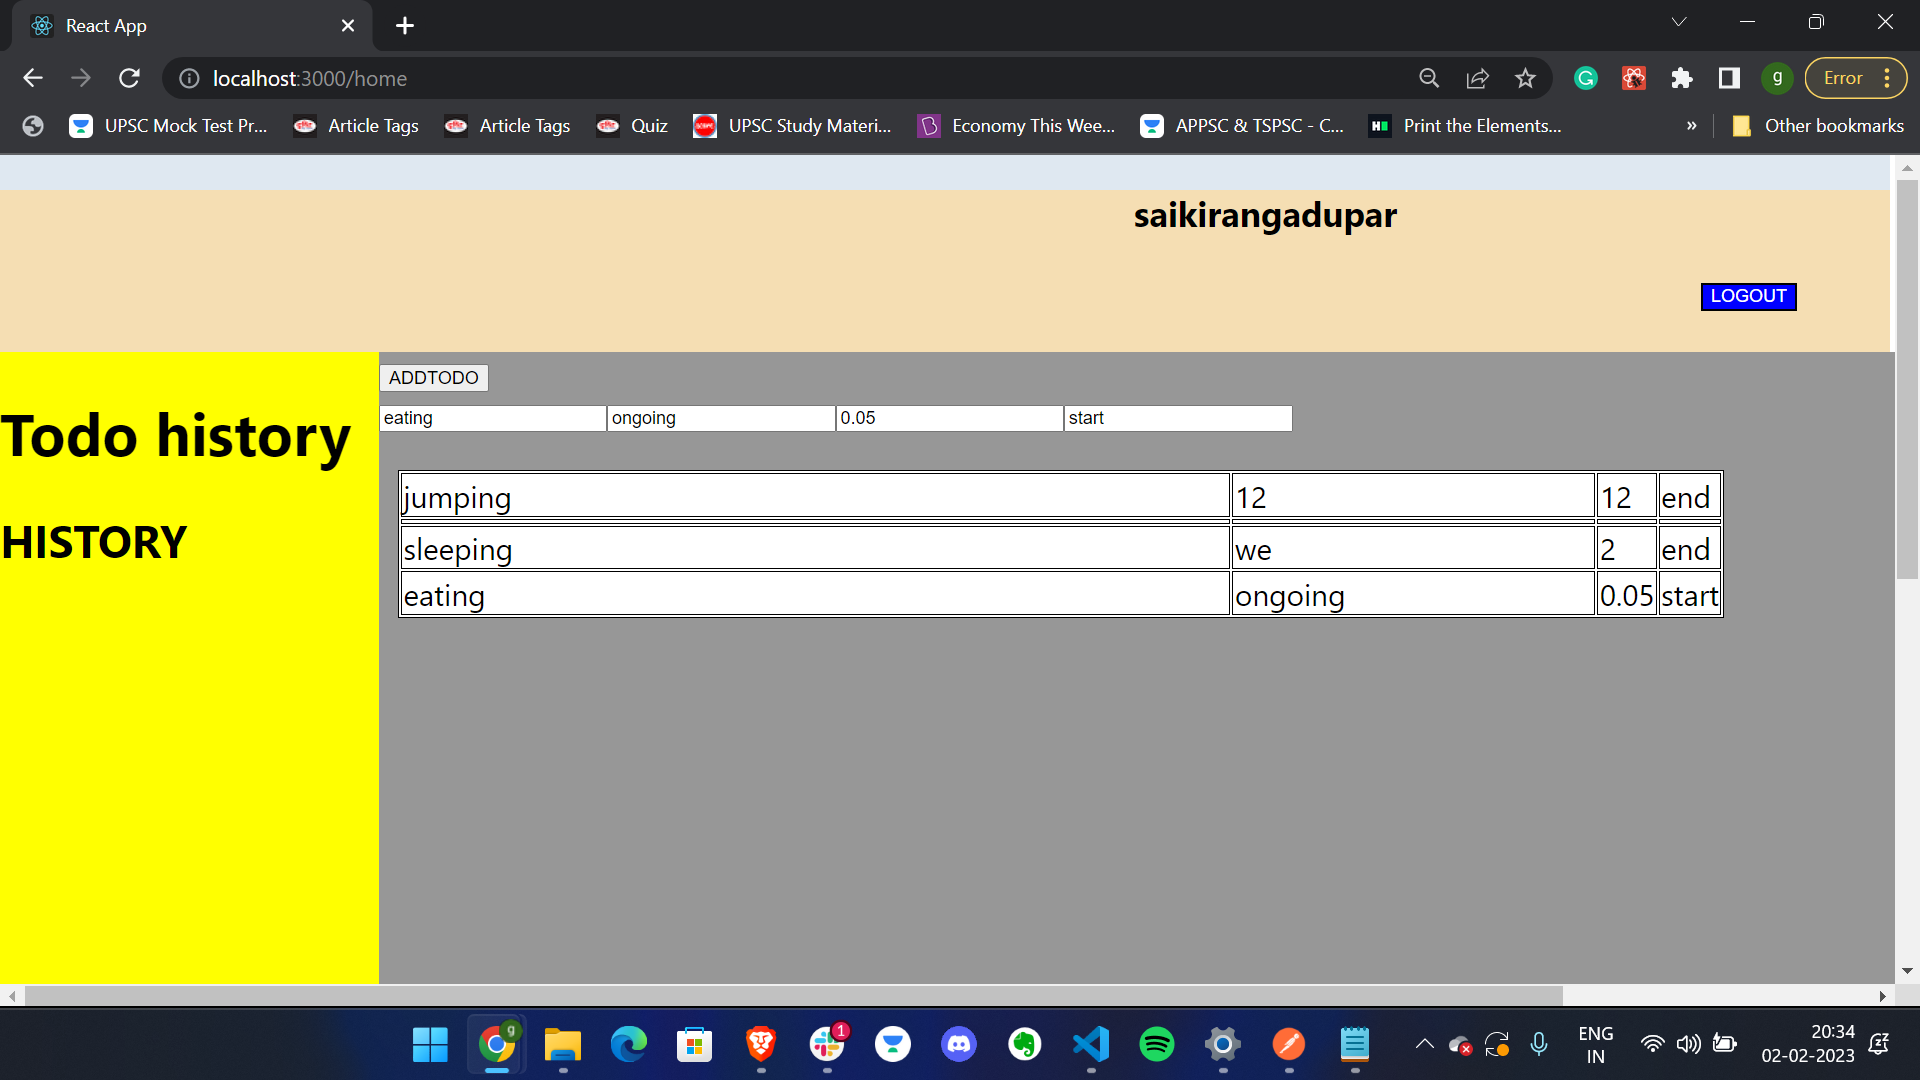 React App
localhost:3000/home
g
Error
UPSC Mock Test Pr... Article Tags Article Tags Quiz UPSC Study Materi... Economy This Wee... APPSC & TSPSC - C... Print the Elements... » Other bookmarks
saikirangadupar
LOGOUT
Todo history
HISTORY
ADDTODO
eating ongoing 0.05 start
jumping 12 12 end
sleeping we 2 end
eating ongoing 0.05 start
g
1
ENG
IN
20:34
02-02-2023